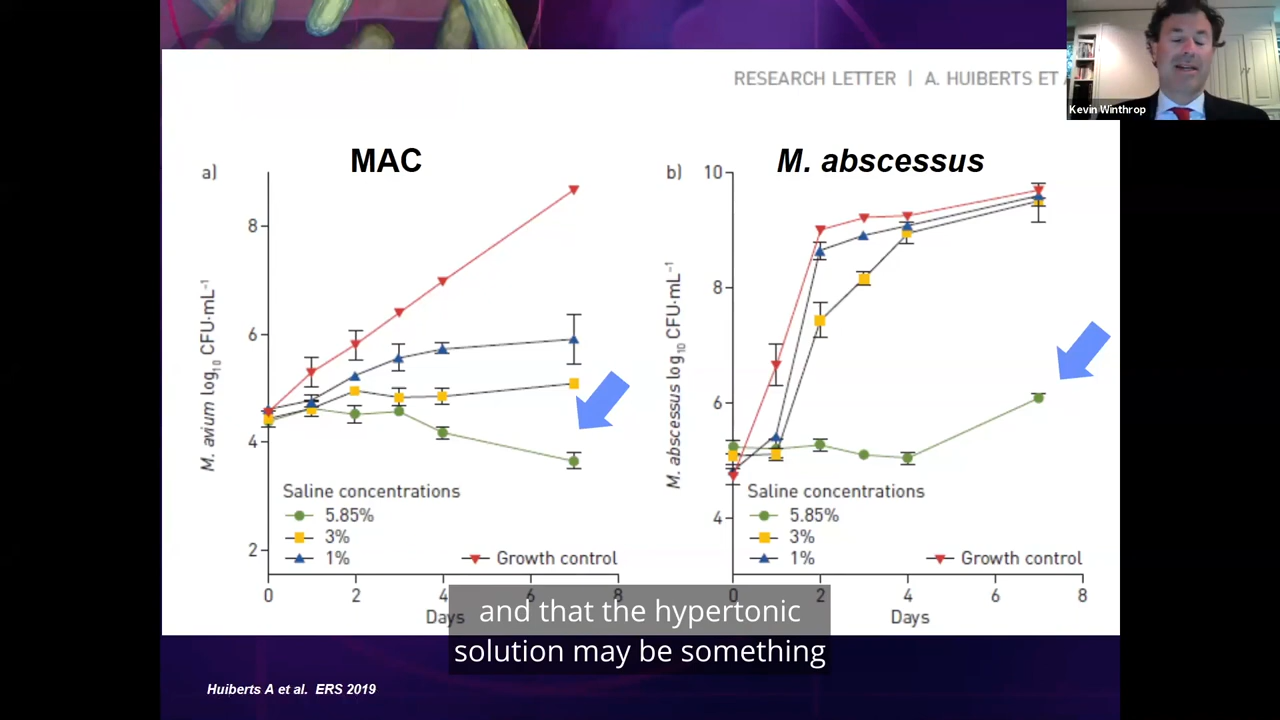 RESEARCH LETTER | A. HUIBERTS ET
Kevin Winthrop
a)
MAC
8
6
4
2
M. avium log10 CFU·mL-1
Saline concentrations
5.85%
3%
1%
Growth control
0 2 4 6 8
Days
b)
M. abscessus
10
8
6
4
M. abscessus log10 CFU·mL-1
Saline concentrations
5.85%
3%
1%
Growth control
0 2 4 6 8
Days
and that the hypertonic
solution may be something
Huiberts A et al. ERS 2019